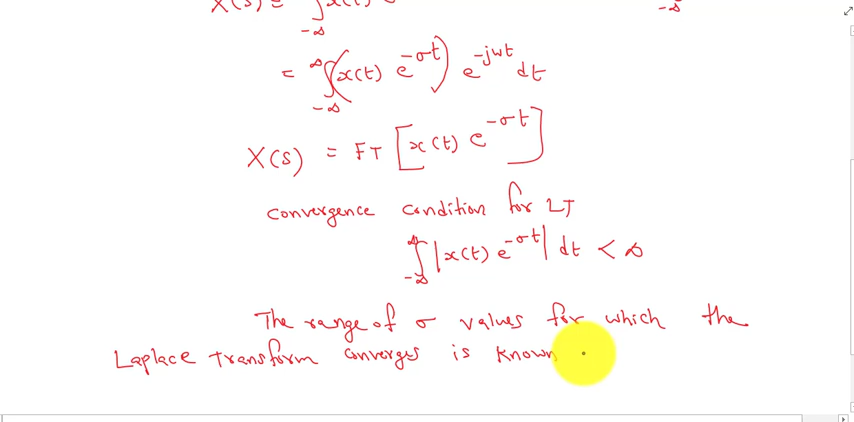 X(s) = ∫ x(t) e
-∞
-∞
= ∞∫-∞ (x(t) e^-σt) e^-jwt dt
X(s) = FT [x(t) e^-σt]
convergence condition for LT
∞∫-∞ |x(t) e^-σt| dt < ∞
The range of σ values for which the
Laplace transform converges is known